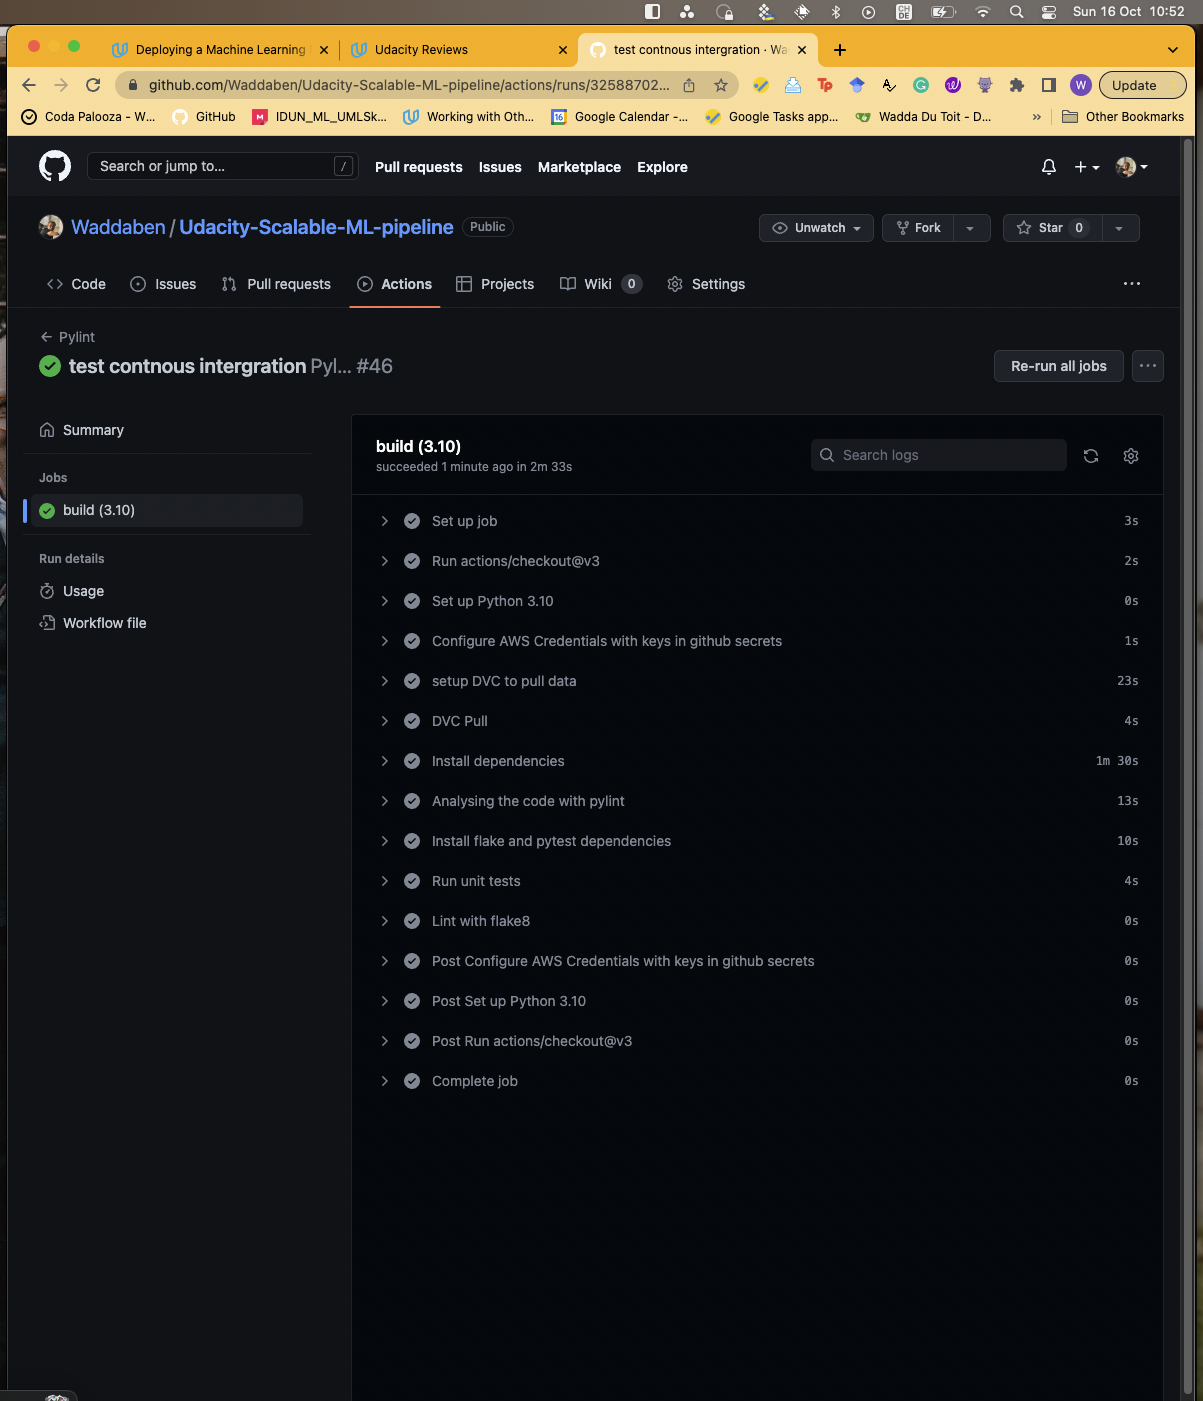 CH
DE
Sun 16 Oct 10:52
Deploying a Machine Learning
Udacity Reviews
test contnous intergration · Wa
github.com/Waddaben/Udacity-Scalable-ML-pipeline/actions/runs/32588702...
Tp
W
Update
Coda Palooza - W...
GitHub
IDUN_ML_UMLSk...
Working with Oth...
16
Google Calendar -...
Google Tasks app...
Wadda Du Toit - D...
»
Other Bookmarks
Search or jump to...
/
Pull requests
Issues
Marketplace
Explore
Waddaben / Udacity-Scalable-ML-pipeline
Public
Unwatch
Fork
Star 0
Code
Issues
Pull requests
Actions
Projects
Wiki 0
Settings
Pylint
test contnous intergration Pyl... #46
Re-run all jobs
Summary
Jobs
build (3.10)
Run details
Usage
Workflow file
build (3.10)
succeeded 1 minute ago in 2m 33s
Search logs
Set up job 3s
Run actions/checkout@v3 2s
Set up Python 3.10 0s
Configure AWS Credentials with keys in github secrets 1s
setup DVC to pull data 23s
DVC Pull 4s
Install dependencies 1m 30s
Analysing the code with pylint 13s
Install flake and pytest dependencies 10s
Run unit tests 4s
Lint with flake8 0s
Post Configure AWS Credentials with keys in github secrets 0s
Post Set up Python 3.10 0s
Post Run actions/checkout@v3 0s
Complete job 0s